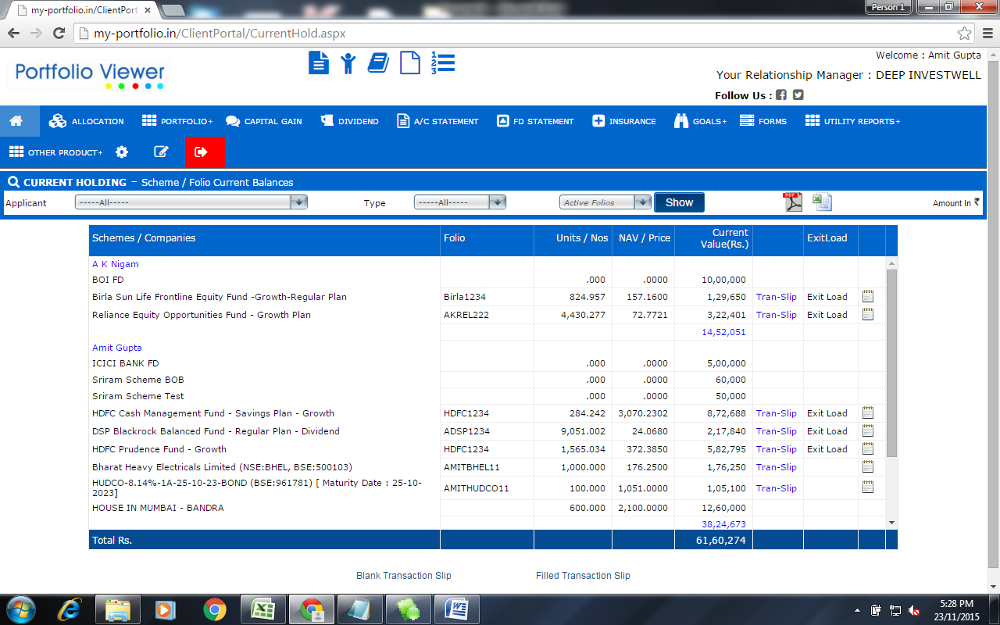 my-portfolio.in/ClientPort
Person 1
my-portfolio.in/ClientPortal/CurrentHold.aspx
Portfolio Viewer
Welcome : Amit Gupta
Your Relationship Manager : DEEP INVESTWELL
Follow Us :
ALLOCATION PORTFOLIO+ CAPITAL GAIN DIVIDEND A/C STATEMENT FD STATEMENT INSURANCE GOALS+ FORMS UTILITY REPORTS+
OTHER PRODUCT+
CURRENT HOLDING - Scheme / Folio Current Balances
Applicant -----All----- Type -----All----- Active Folios Show PDF Amount In ₹
Schemes / Companies Folio Units / Nos NAV / Price Current Value(Rs.) ExitLoad
A K Nigam
BOI FD .000 .0000 10,00,000
Birla Sun Life Frontline Equity Fund -Growth-Regular Plan Birla1234 824.957 157.1600 1,29,650 Tran-Slip Exit Load
Reliance Equity Opportunities Fund - Growth Plan AKREL222 4,430.277 72.7721 3,22,401 Tran-Slip Exit Load
14,52,051
Amit Gupta
ICICI BANK FD .000 .0000 5,00,000
Sriram Scheme BOB .000 .0000 60,000
Sriram Scheme Test .000 .0000 50,000
HDFC Cash Management Fund - Savings Plan - Growth HDFC1234 284.242 3,070.2302 8,72,688 Tran-Slip Exit Load
DSP Blackrock Balanced Fund - Regular Plan - Dividend ADSP1234 9,051.002 24.0680 2,17,840 Tran-Slip Exit Load
HDFC Prudence Fund - Growth HDFC1234 1,565.034 372.3850 5,82,795 Tran-Slip Exit Load
Bharat Heavy Electricals Limited (NSE:BHEL, BSE:500103) AMITBHEL11 1,000.000 176.2500 1,76,250 Tran-Slip
HUDCO-8.14%-1A-25-10-23-BOND (BSE:961781) [ Maturity Date : 25-10-
2023] AMITHUDCO11 100.000 1,051.0000 1,05,100 Tran-Slip
HOUSE IN MUMBAI - BANDRA 600.000 2,100.0000 12,60,000
38,24,673
Total Rs. 61,60,274
Blank Transaction Slip Filled Transaction Slip
5:28 PM
23/11/2015